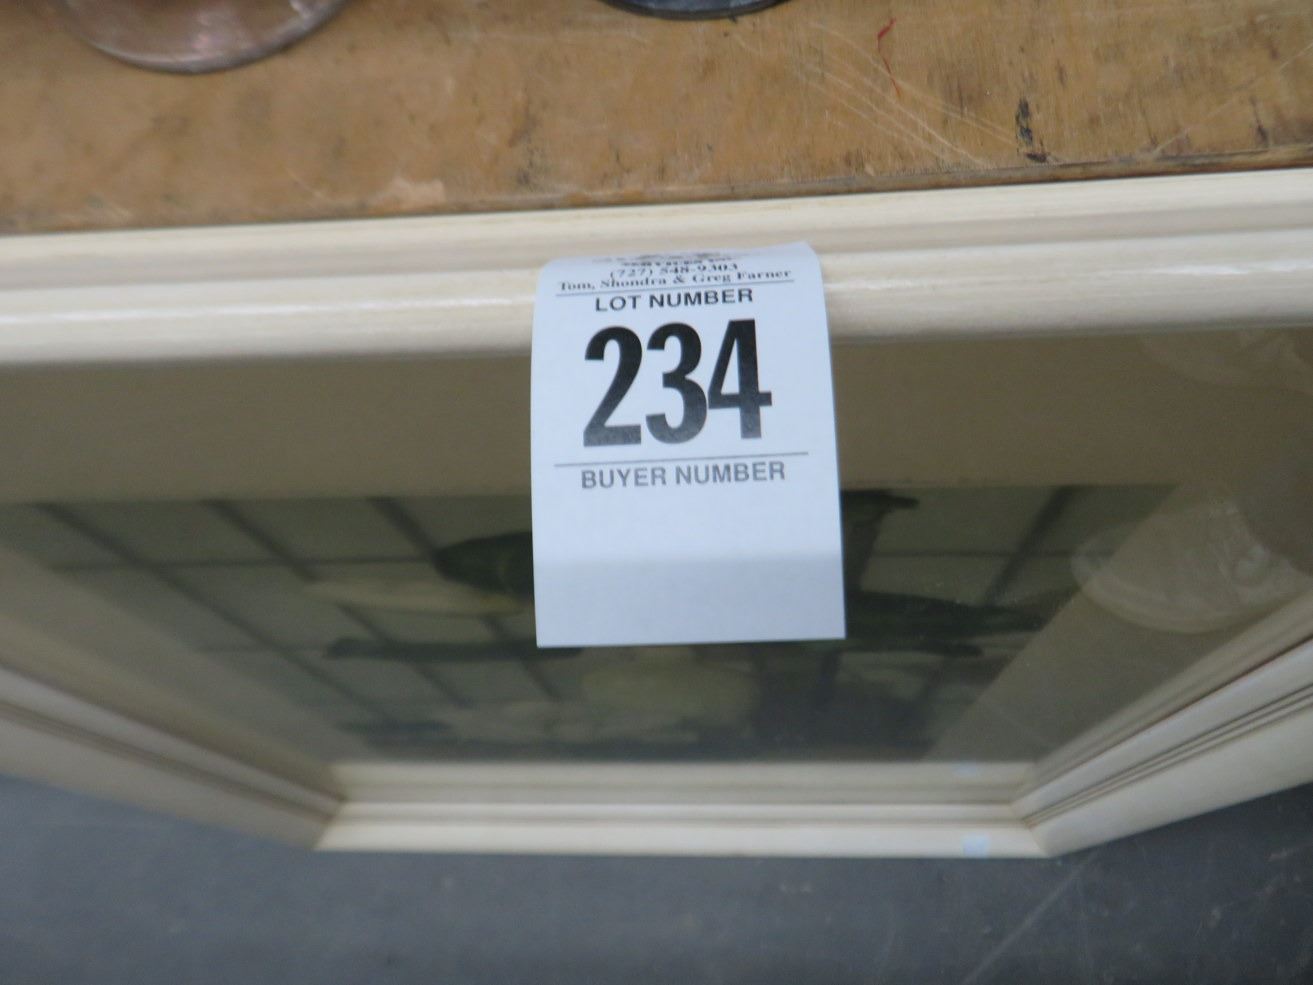 (727) 548-9303
Tom, Shondra & Greg Farner
LOT NUMBER
234
BUYER NUMBER